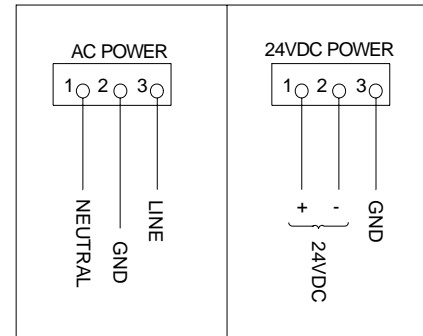 AC POWER
1 2 3
NEUTRAL
GND
LINE
24VDC POWER
1 2 3
+ -
24VDC
GND